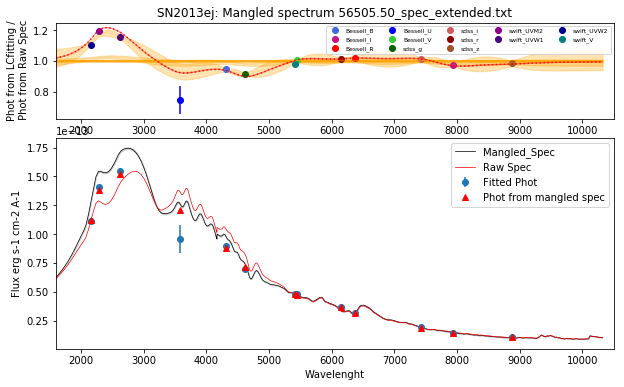 SN2013ej: Mangled spectrum 56505.50_spec_extended.txt
Phot from LCfitting /
Phot from Raw Spec
1.2
1.0
0.8
Bessell_B
Bessell_I
Bessell_R
Bessell_U
Bessell_V
sdss_g
sdss_i
sdss_r
sdss_z
swift_UVM2
swift_UVW1
swift_UVW2
swift_V
2000 3000 4000 5000 6000 7000 8000 9000 10000
Flux erg s-1 cm-2 A-1
1.75
1.50
1.25
1.00
0.75
0.50
0.25
Mangled_Spec
Raw Spec
Fitted Phot
Phot from mangled spec
2000 3000 4000 5000 6000 7000 8000 9000 10000
Wavelenght